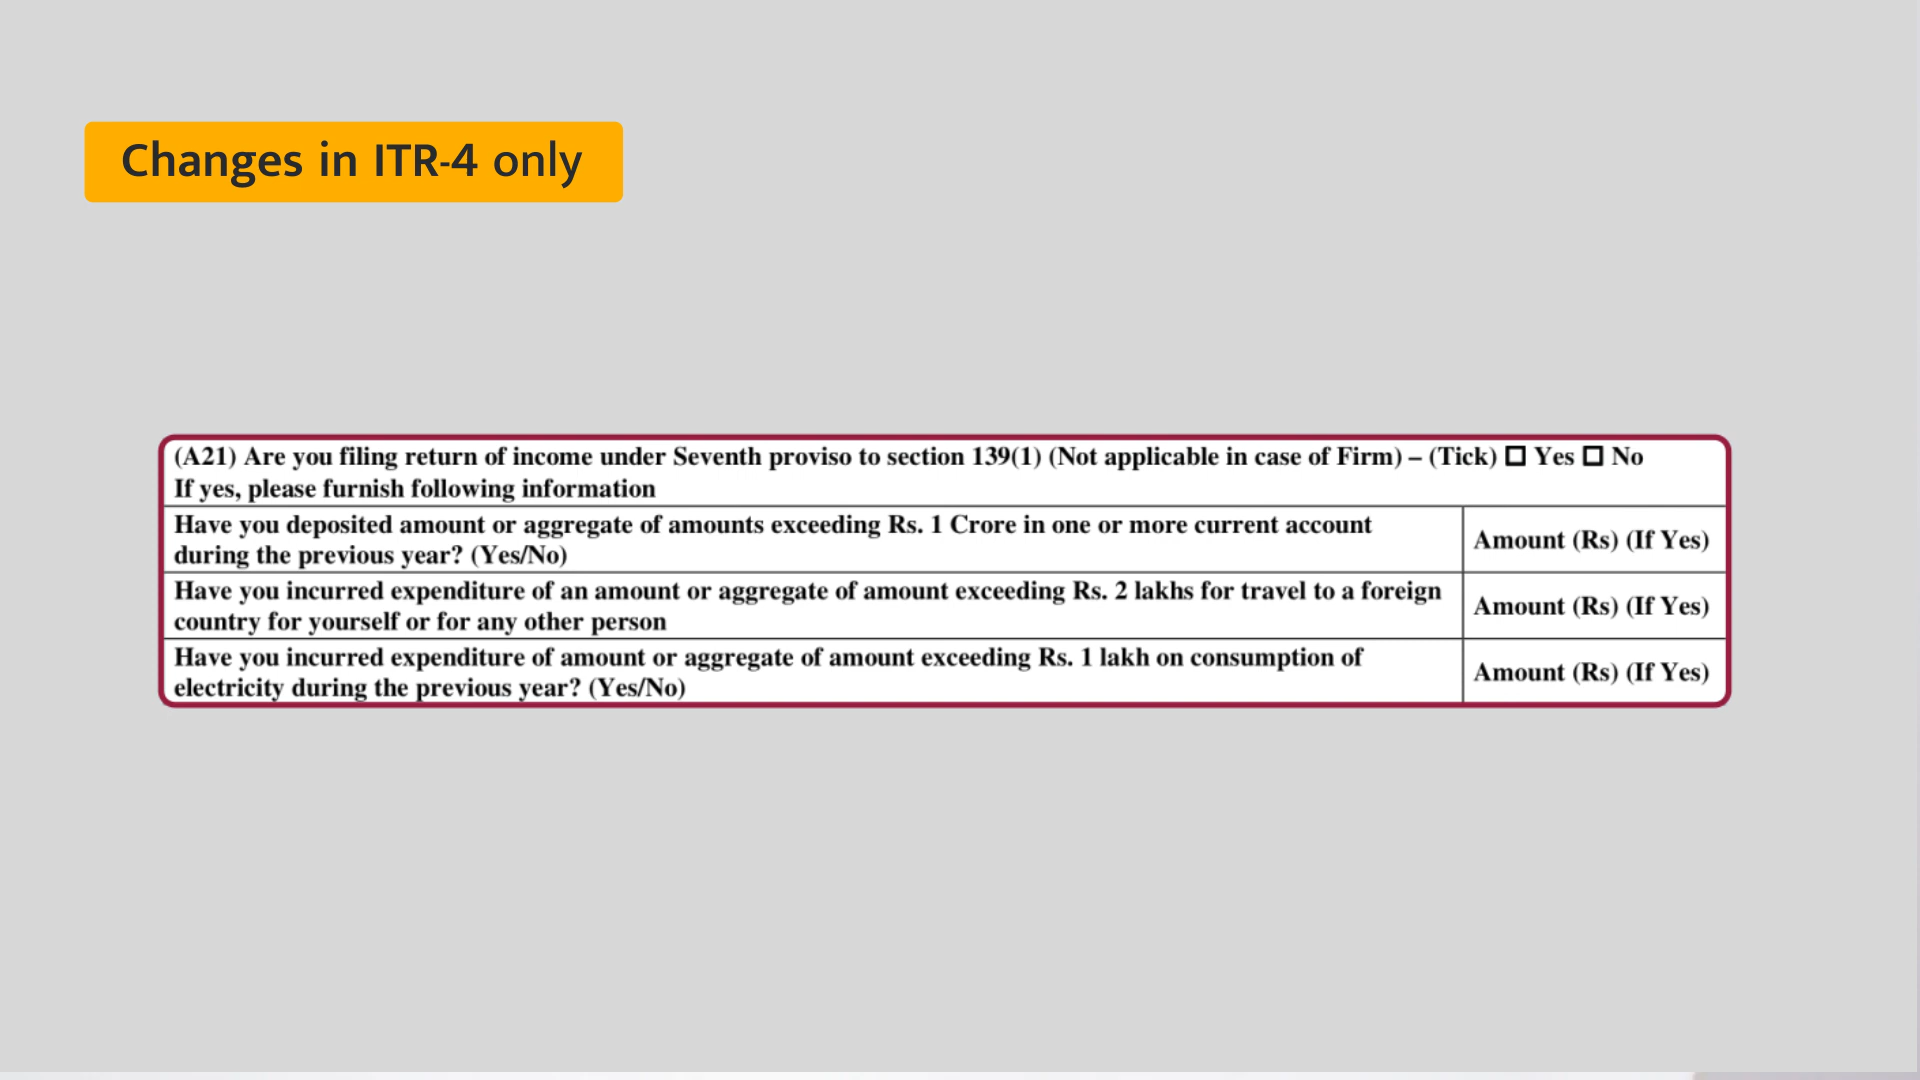 Changes in ITR-4 only
(A21) Are you filing return of income under Seventh proviso to section 139(1) (Not applicable in case of Firm) – (Tick) ☐ Yes ☐ No
If yes, please furnish following information
Have you deposited amount or aggregate of amounts exceeding Rs. 1 Crore in one or more current account
during the previous year? (Yes/No)
Amount (Rs) (If Yes)
Have you incurred expenditure of an amount or aggregate of amount exceeding Rs. 2 lakhs for travel to a foreign
country for yourself or for any other person
Amount (Rs) (If Yes)
Have you incurred expenditure of amount or aggregate of amount exceeding Rs. 1 lakh on consumption of
electricity during the previous year? (Yes/No)
Amount (Rs) (If Yes)